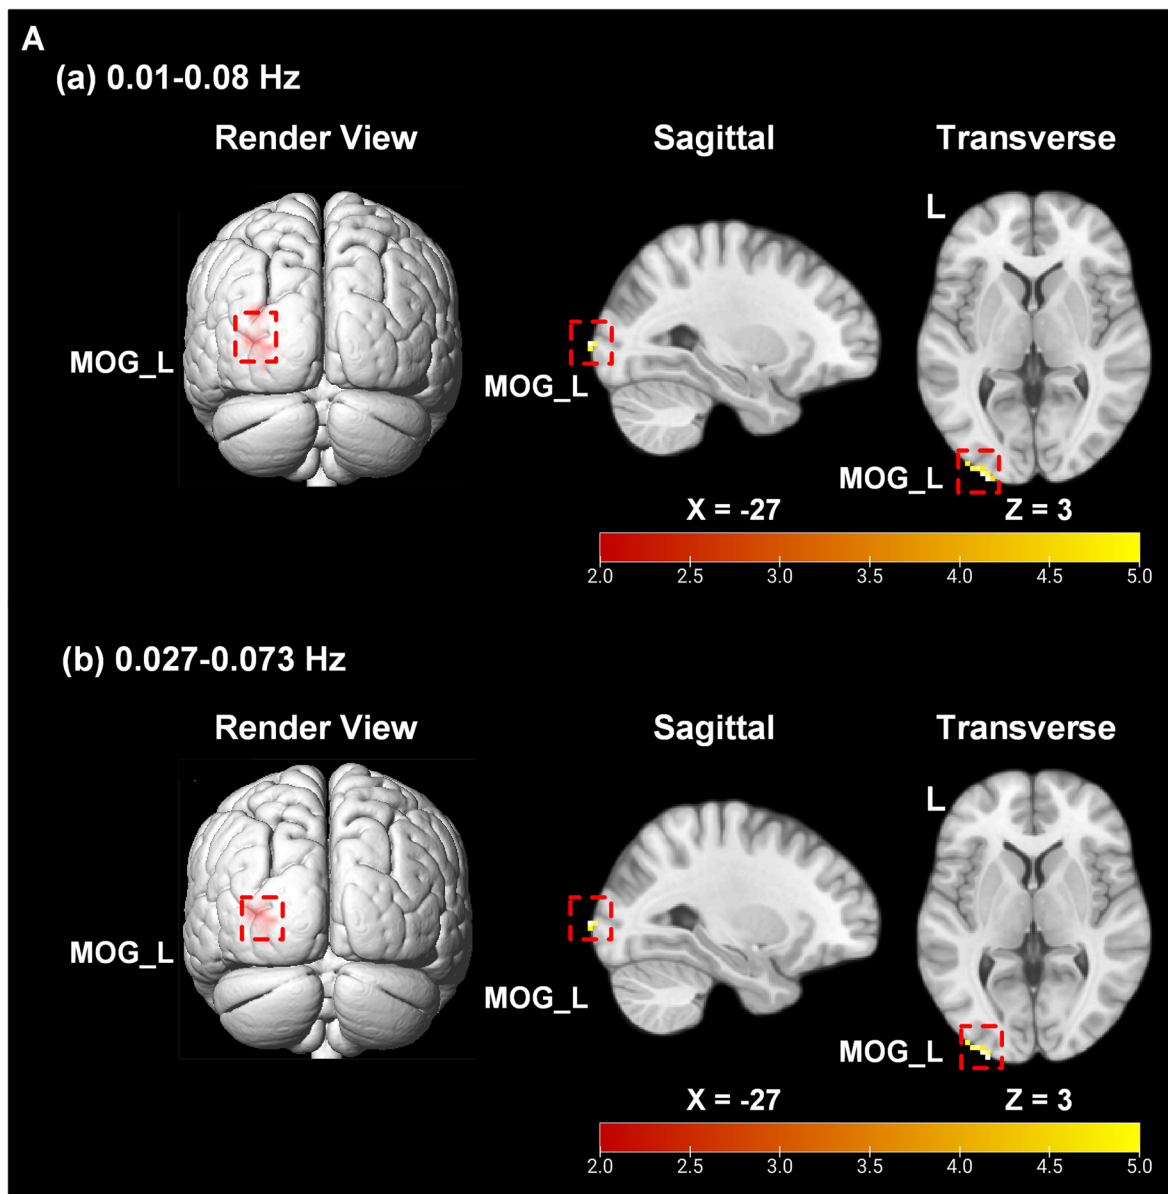 A
(a) 0.01-0.08 Hz
Render View Sagittal Transverse
L
MOG_L
MOG_L
MOG_L
X = -27 Z = 3
2.0 2.5 3.0 3.5 4.0 4.5 5.0
(b) 0.027-0.073 Hz
Render View Sagittal Transverse
L
MOG_L
MOG_L
MOG_L
X = -27 Z = 3
2.0 2.5 3.0 3.5 4.0 4.5 5.0